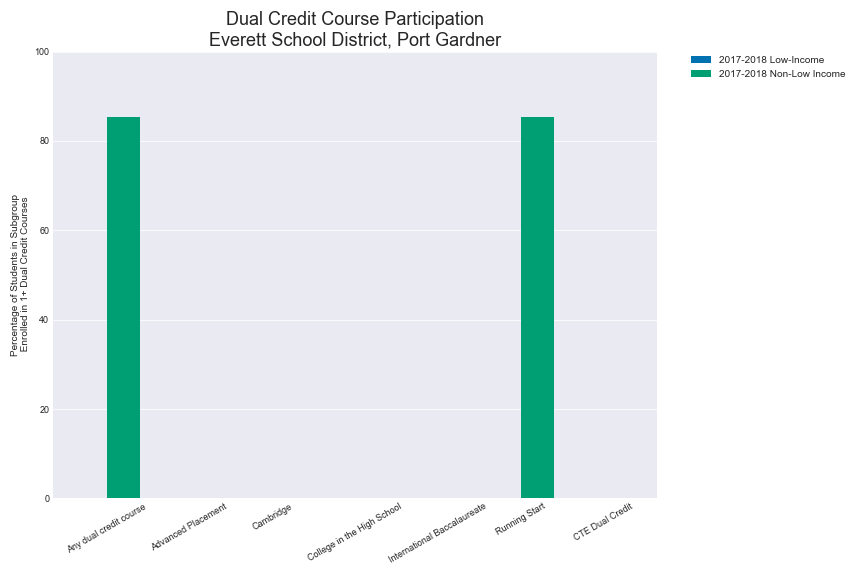 Dual Credit Course Participation
Everett School District, Port Gardner
2017-2018 Low-Income
2017-2018 Non-Low Income
Percentage of Students in Subgroup
Enrolled in 1+ Dual Credit Courses
100
80
60
40
20
0
Any dual credit course
Advanced Placement
Cambridge
College in the High School
International Baccalaureate
Running Start
CTE Dual Credit